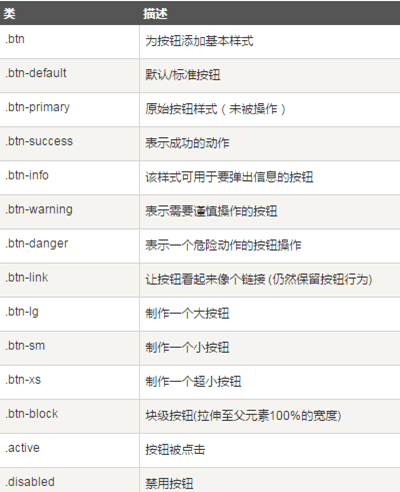 类 描述
.btn 为按钮添加基本样式
.btn-default 默认/标准按钮
.btn-primary 原始按钮样式（未被操作）
.btn-success 表示成功的动作
.btn-info 该样式可用于要弹出信息的按钮
.btn-warning 表示需要谨慎操作的按钮
.btn-danger 表示一个危险动作的按钮操作
.btn-link 让按钮看起来像个链接 (仍然保留按钮行为)
.btn-lg 制作一个大按钮
.btn-sm 制作一个小按钮
.btn-xs 制作一个超小按钮
.btn-block 块级按钮(拉伸至父元素100%的宽度)
.active 按钮被点击
.disabled 禁用按钮